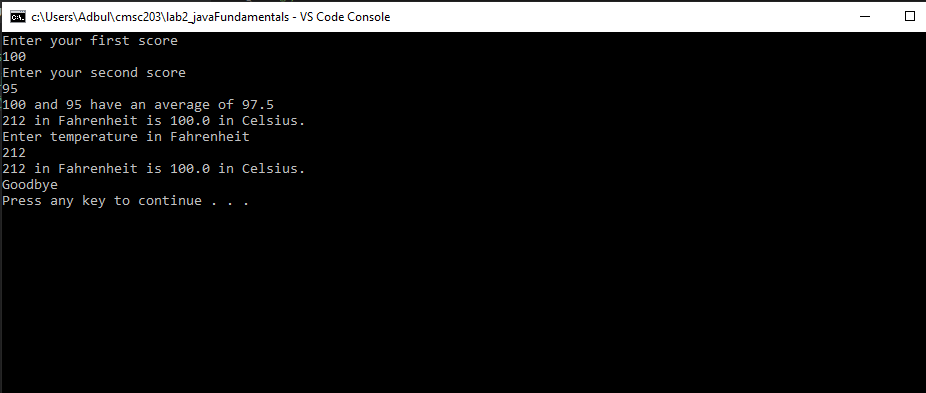 c:\Users\Adbul\cmsc203\lab2_javaFundamentals - VS Code Console
Enter your first score
100
Enter your second score
95
100 and 95 have an average of 97.5
212 in Fahrenheit is 100.0 in Celsius.
Enter temperature in Fahrenheit
212
212 in Fahrenheit is 100.0 in Celsius.
Goodbye
Press any key to continue . . .